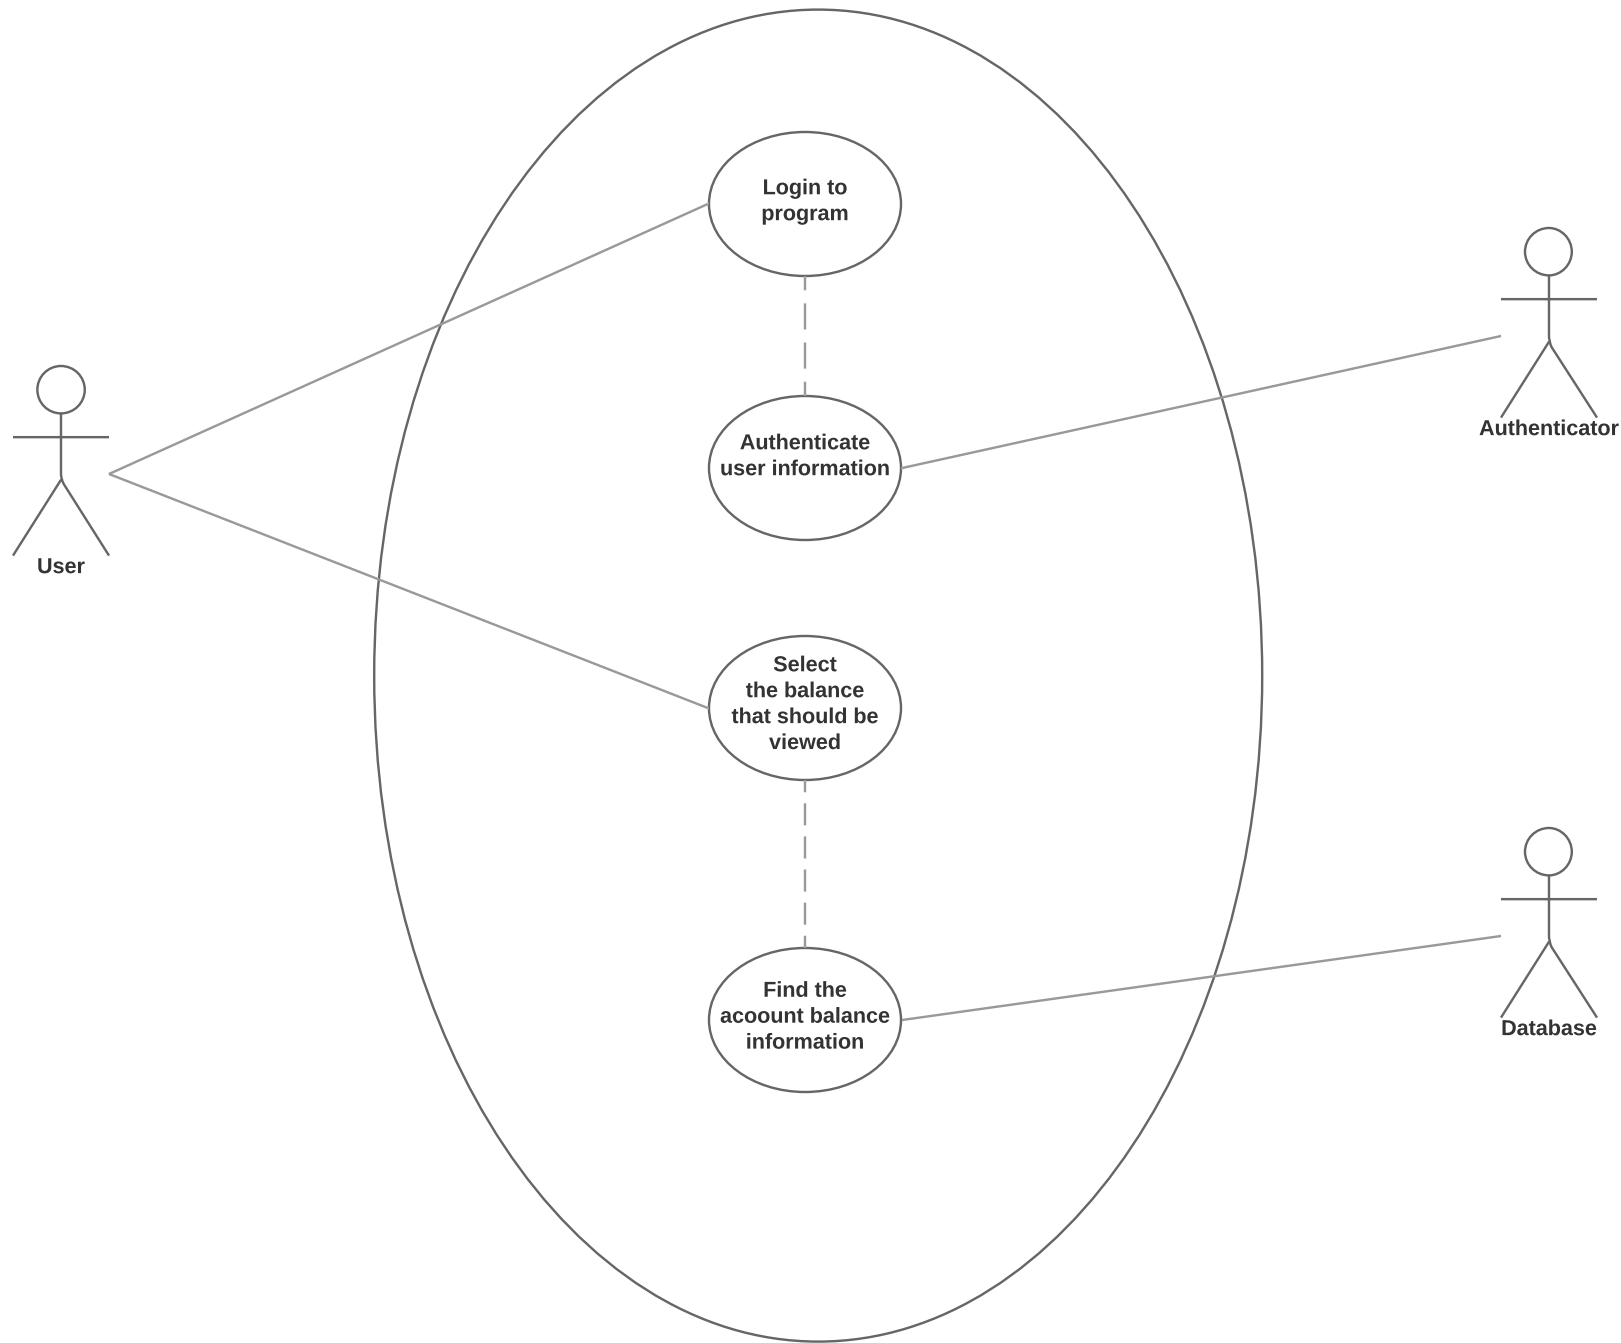 Login to
program
Authenticator
Authenticate
user information
User
Select
the balance
that should be
viewed
Find the
acoount balance
information
Database